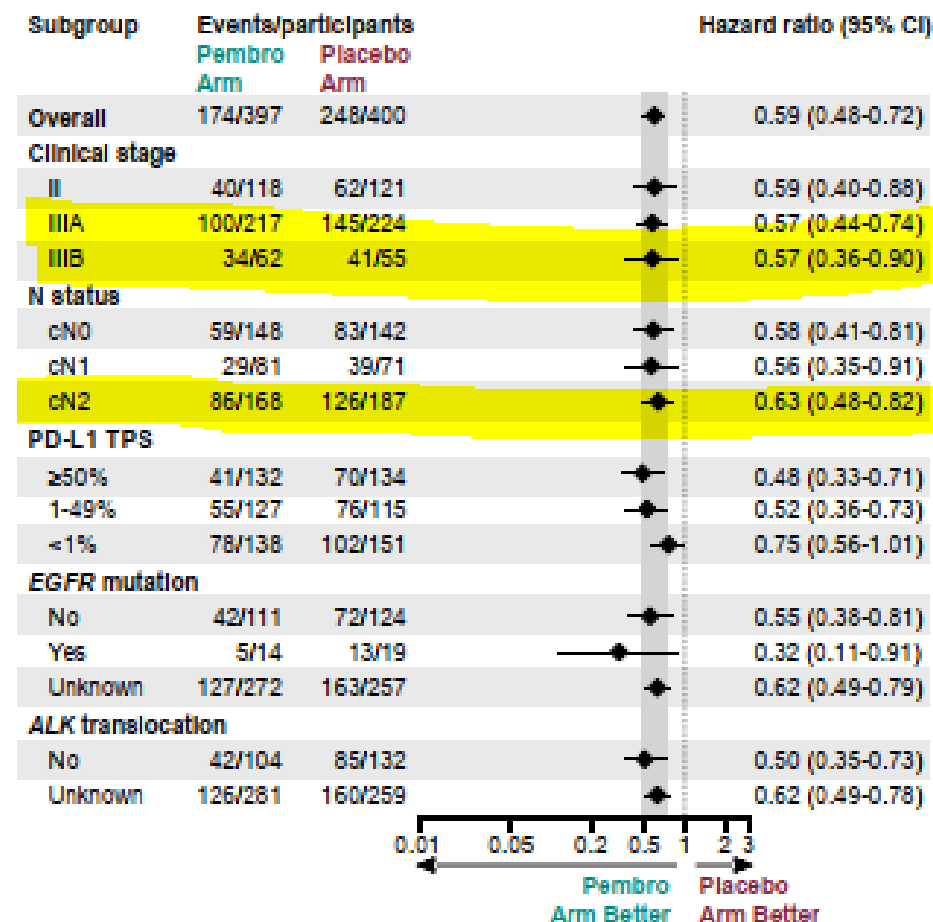 Subgroup Events/participants Hazard ratio (95% CI)
Pembro Placebo
Arm Arm
Overall 174/397 248/400 0.59 (0.48-0.72)
Clinical stage
II 40/118 62/121 0.59 (0.40-0.88)
IIIA 100/217 145/224 0.57 (0.44-0.74)
IIIB 34/62 41/55 0.57 (0.36-0.90)
N status
cN0 59/148 83/142 0.58 (0.41-0.81)
cN1 29/81 39/71 0.56 (0.35-0.91)
cN2 86/168 126/187 0.63 (0.48-0.82)
PD-L1 TPS
≥50% 41/132 70/134 0.48 (0.33-0.71)
1-49% 55/127 76/115 0.52 (0.36-0.73)
<1% 78/138 102/151 0.75 (0.56-1.01)
EGFR mutation
No 42/111 72/124 0.55 (0.38-0.81)
Yes 5/14 13/19 0.32 (0.11-0.91)
Unknown 127/272 163/257 0.62 (0.49-0.79)
ALK translocation
No 42/104 85/132 0.50 (0.35-0.73)
Unknown 126/281 160/259 0.62 (0.49-0.78)
0.01 0.05 0.2 0.5 1 2 3
Pembro Placebo
Arm Better Arm Better